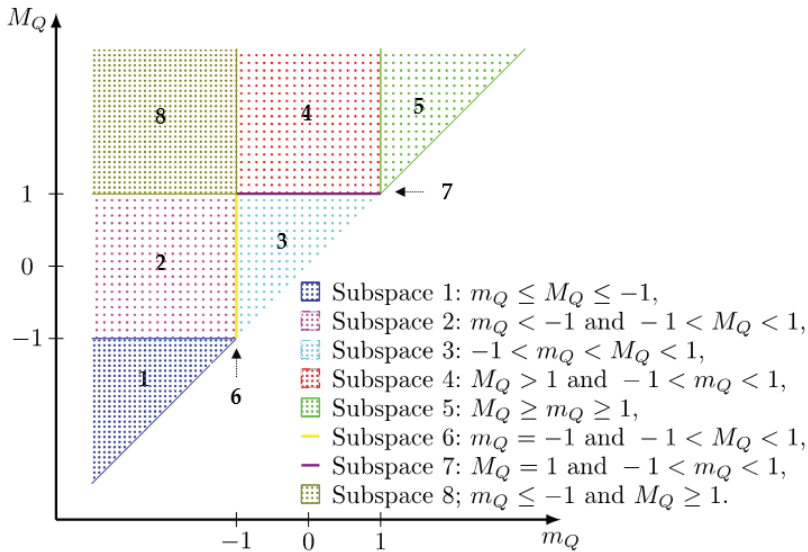 M_Q
8
4
5
1
7
3
0
2
−1
1
6
−1
0
1
m_Q
Subspace 1: m_Q ≤ M_Q ≤ −1,
Subspace 2: m_Q < −1 and − 1 < M_Q < 1,
Subspace 3: −1 < m_Q < M_Q < 1,
Subspace 4: M_Q > 1 and − 1 < m_Q < 1,
Subspace 5: M_Q ≥ m_Q ≥ 1,
Subspace 6: m_Q = −1 and − 1 < M_Q < 1,
Subspace 7: M_Q = 1 and − 1 < m_Q < 1,
Subspace 8; m_Q ≤ −1 and M_Q ≥ 1.